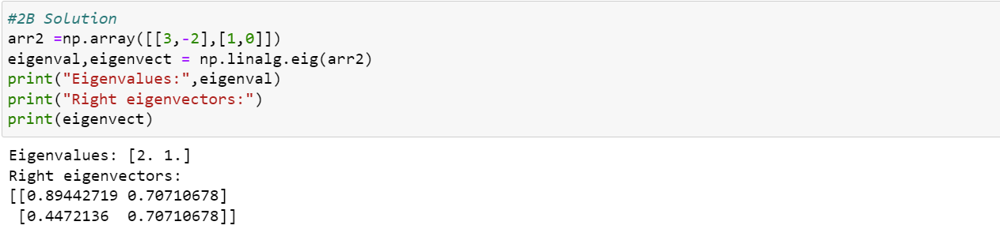 #2B Solution
arr2 =np.array([[3,-2],[1,0]])
eigenval,eigenvect = np.linalg.eig(arr2)
print("Eigenvalues:",eigenval)
print("Right eigenvectors:")
print(eigenvect)
Eigenvalues: [2. 1.]
Right eigenvectors:
[[0.89442719 0.70710678]
 [0.4472136  0.70710678]]